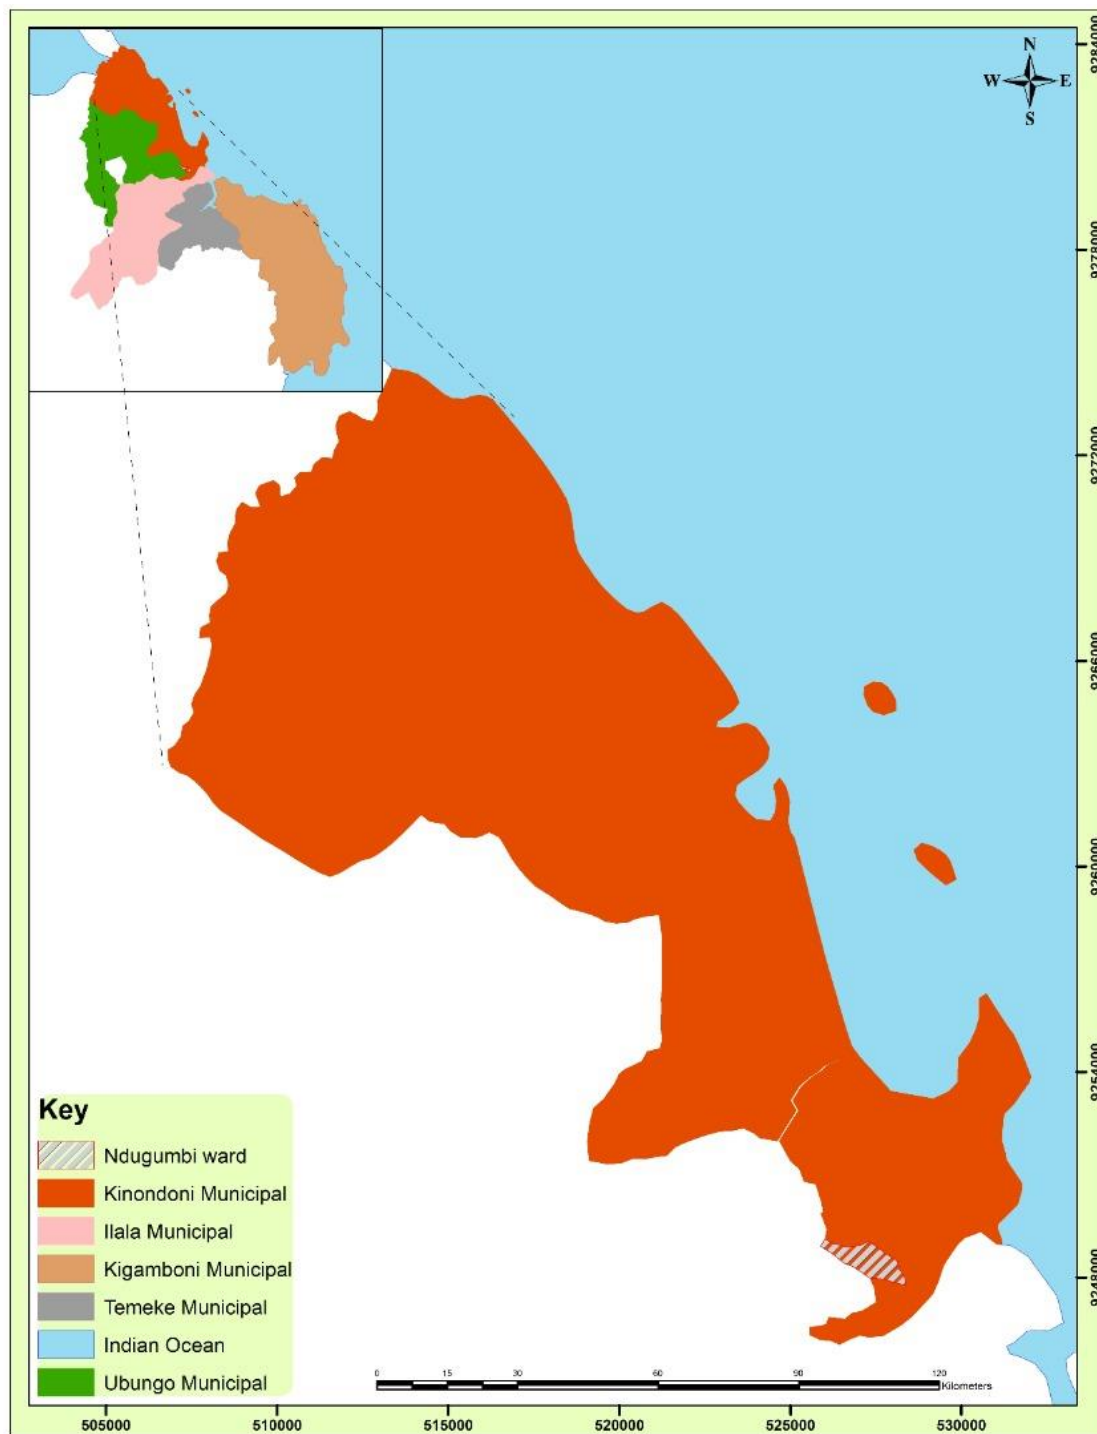 N
W E
S
9284000
9278000
9272000
9266000
9260000
9254000
9248000
Key
Ndugumbi ward
Kinondoni Municipal
Ilala Municipal
Kigamboni Municipal
Temeke Municipal
Indian Ocean
Ubungo Municipal
0 15 30 60 90 120
Kilometers
505000 510000 515000 520000 525000 530000